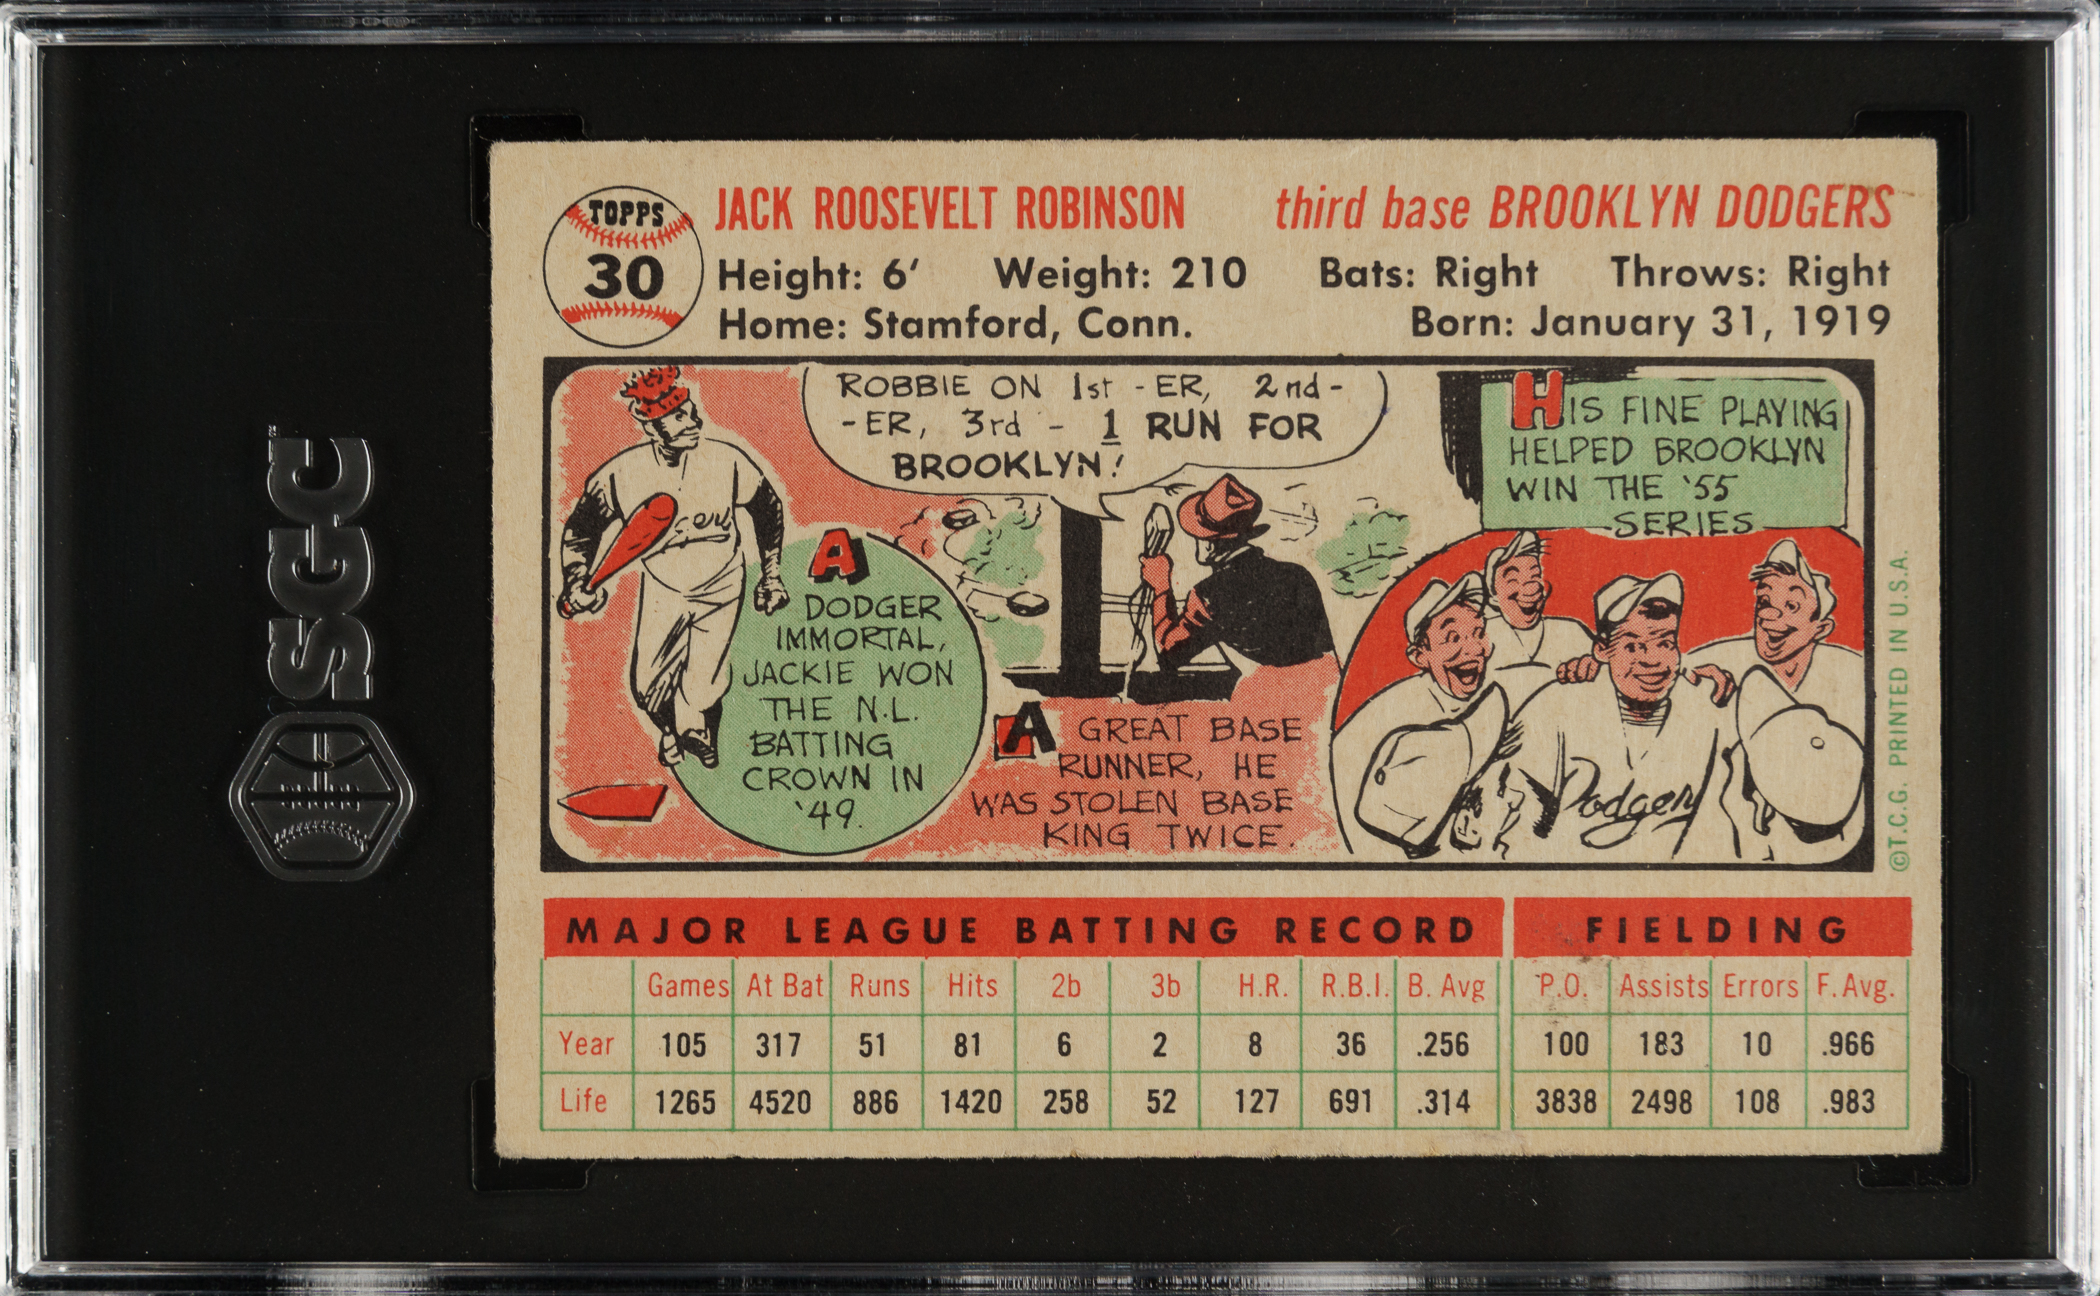 SGC
TOPPS
30
JACK ROOSEVELT ROBINSON third base BROOKLYN DODGERS
Height: 6' Weight: 210 Bats: Right Throws: Right
Home: Stamford, Conn. Born: January 31, 1919
ROBBIE ON 1st -ER, 2nd-
-ER, 3rd - 1 RUN FOR
BROOKLYN!
HIS FINE PLAYING
HELPED BROOKLYN
WIN THE '55
SERIES
A
DODGER
IMMORTAL,
JACKIE WON
THE N.L.
BATTING
CROWN IN
'49.
A GREAT BASE
RUNNER, HE
WAS STOLEN BASE
KING TWICE.
Dodgers
©T.C.G. PRINTED IN U.S.A.
MAJOR LEAGUE BATTING RECORD FIELDING
Games At Bat Runs Hits 2b 3b H.R. R.B.I. B. Avg P.O. Assists Errors F. Avg.
Year 105 317 51 81 6 2 8 36 .256 100 183 10 .966
Life 1265 4520 886 1420 258 52 127 691 .314 3838 2498 108 .983